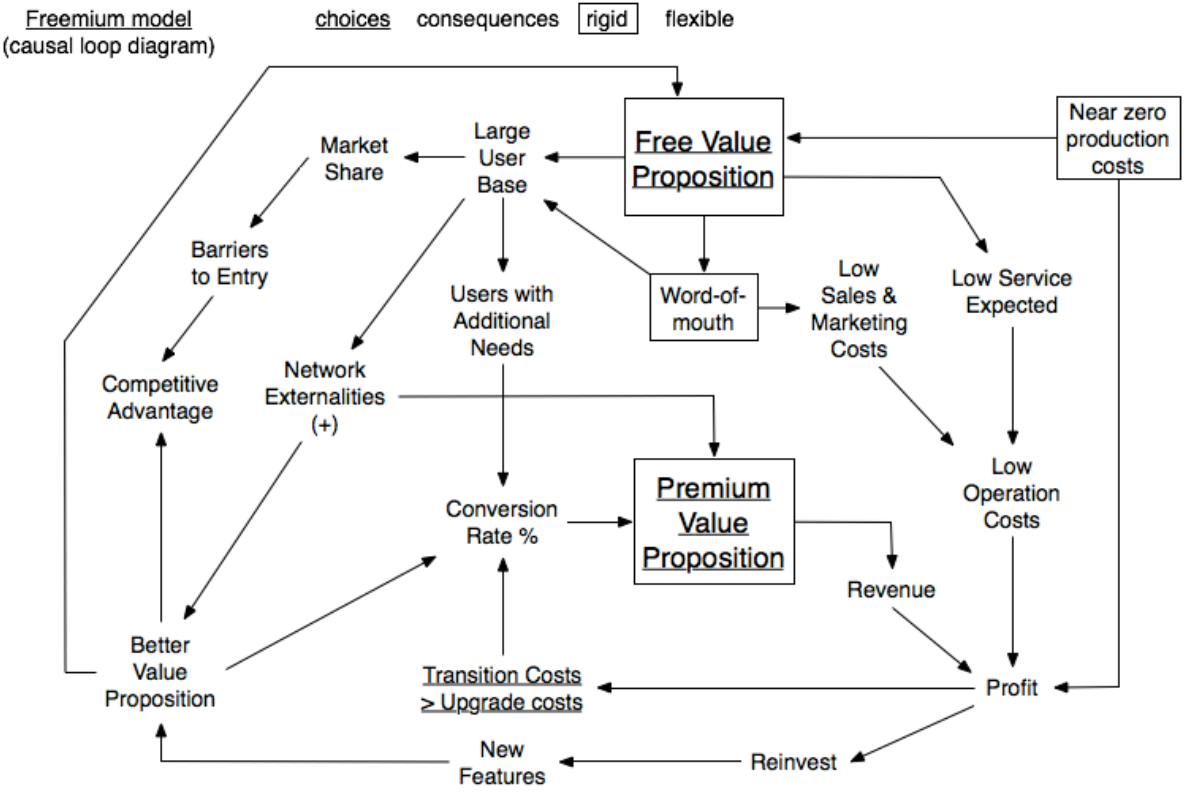 Freemium model
(causal loop diagram)
choices consequences rigid flexible
Free Value
Proposition
Near zero
production
costs
Large
User
Base
Market
Share
Barriers
to Entry
Word-of-
mouth
Low
Sales &
Marketing
Costs
Low Service
Expected
Users with
Additional
Needs
Network
Externalities
(+)
Competitive
Advantage
Conversion
Rate %
Premium
Value
Proposition
Low
Operation
Costs
Revenue
Better
Value
Proposition
Transition Costs
> Upgrade costs
Profit
New
Features
Reinvest